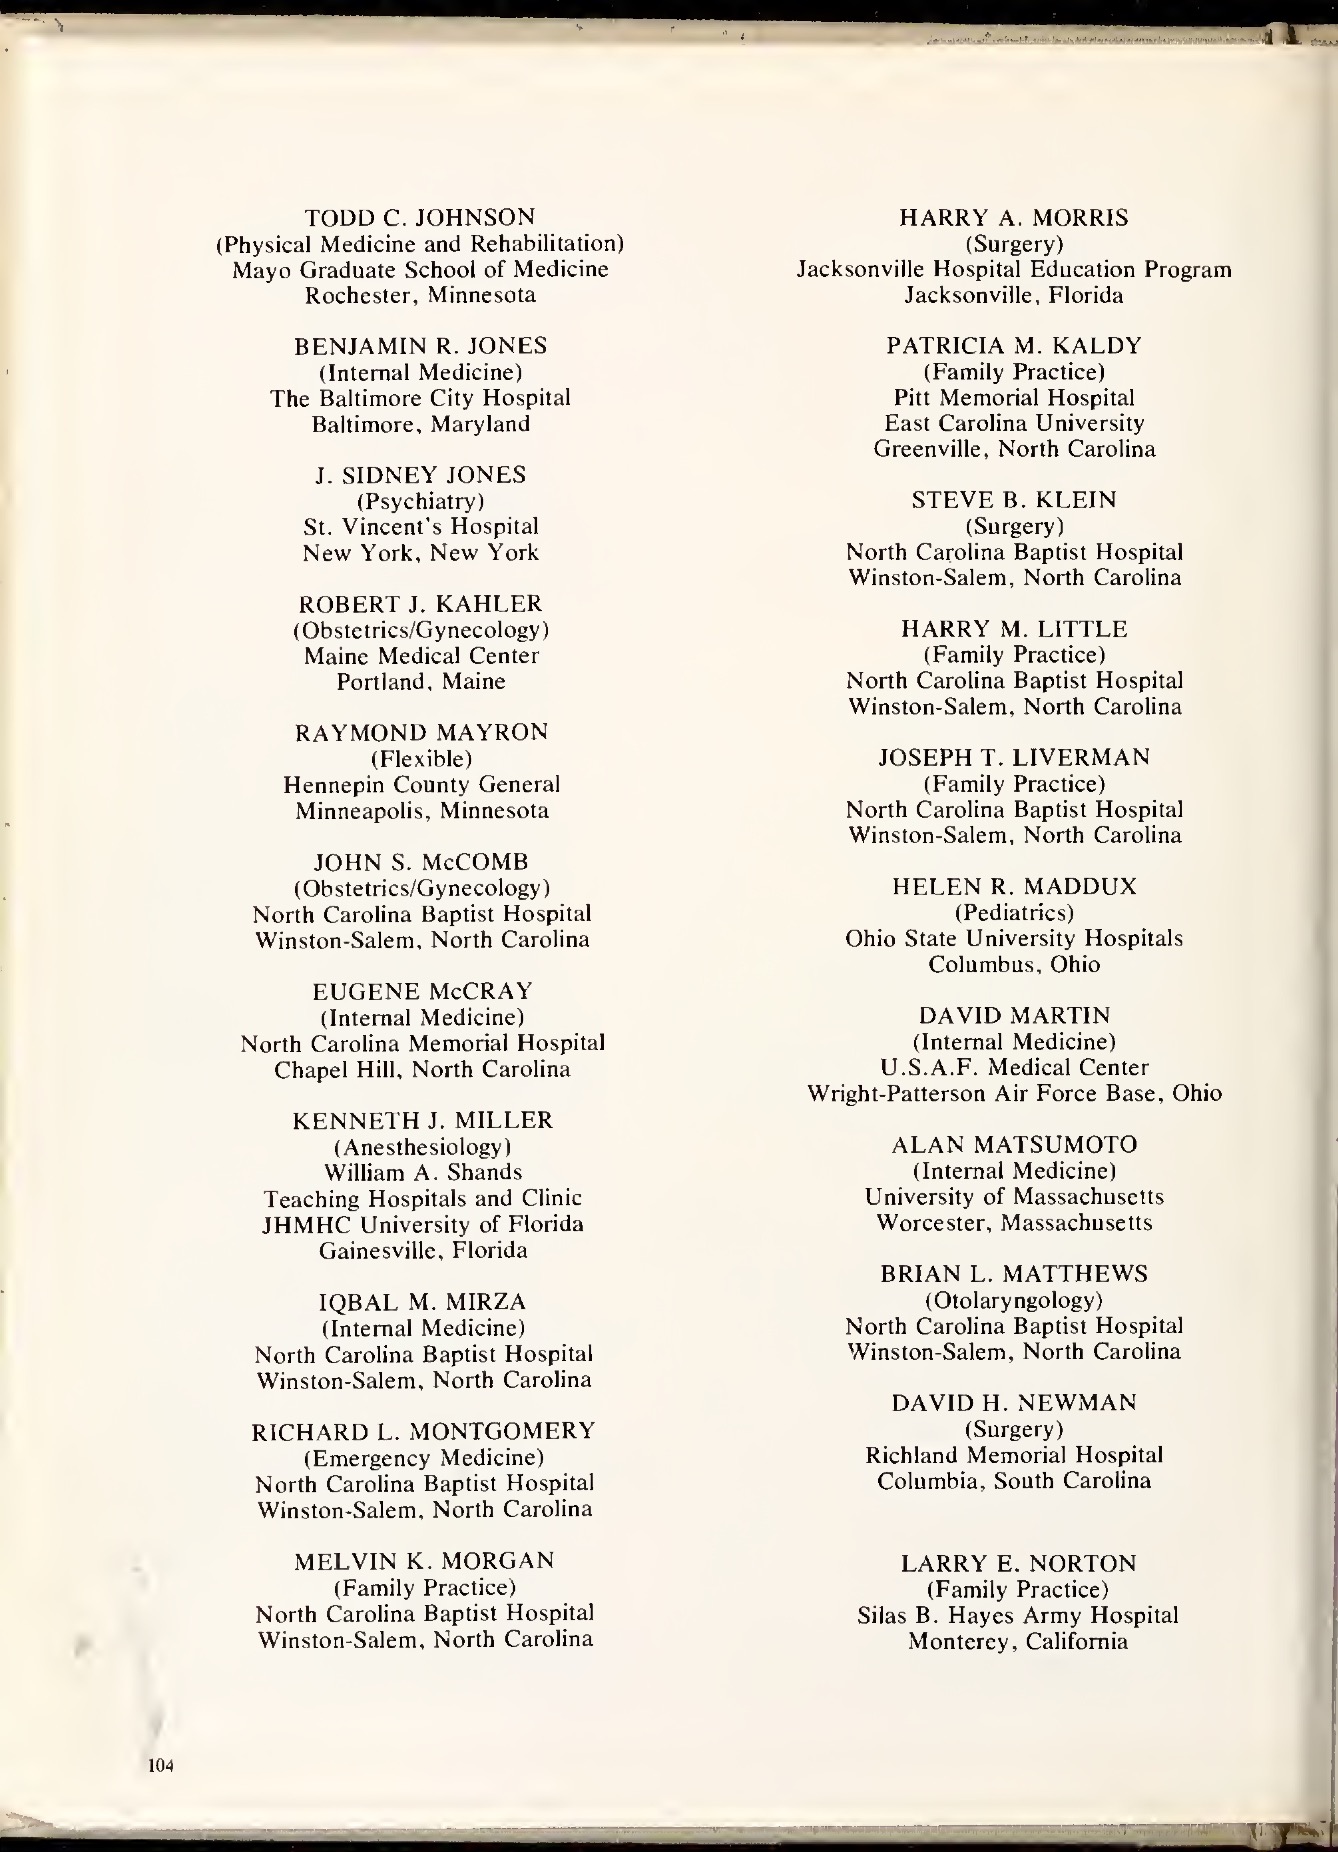 TODD C. JOHNSON
(Physical Medicine and Rehabilitation)
Mayo Graduate School of Medicine
Rochester, Minnesota
BENJAMIN R. JONES
(Internal Medicine)
The Baltimore City Hospital
Baltimore, Maryland
J. SIDNEY JONES
(Psychiatry)
St. Vincent's Hospital
New York, New York
ROBERT J. KAHLER
(Obstetrics/Gynecology)
Maine Medical Center
Portland, Maine
RAYMOND MAYRON
(Flexible)
Hennepin County General
Minneapolis, Minnesota
JOHN S. McCOMB
(Obstetrics/Gynecology)
North Carolina Baptist Hospital
Winston-Salem, North Carolina
EUGENE McCRAY
(Internal Medicine)
North Carolina Memorial Hospital
Chapel Hill, North Carolina
KENNETH J. MILLER
(Anesthesiology)
William A. Shands
Teaching Hospitals and Clinic
JHMHC University of Florida
Gainesville, Florida
IQBAL M. MIRZA
(Internal Medicine)
North Carolina Baptist Hospital
Winston-Salem, North Carolina
RICHARD L. MONTGOMERY
(Emergency Medicine)
North Carolina Baptist Hospital
Winston-Salem, North Carolina
MELVIN K. MORGAN
(Family Practice)
North Carolina Baptist Hospital
Winston-Salem, North Carolina
HARRY A. MORRIS
(Surgery)
Jacksonville Hospital Education Program
Jacksonville, Florida
PATRICIA M. KALDY
(Family Practice)
Pitt Memorial Hospital
East Carolina University
Greenville, North Carolina
STEVE B. KLEIN
(Surgery)
North Carolina Baptist Hospital
Winston-Salem, North Carolina
HARRY M. LITTLE
(Family Practice)
North Carolina Baptist Hospital
Winston-Salem, North Carolina
JOSEPH T. LIVERMAN
(Family Practice)
North Carolina Baptist Hospital
Winston-Salem, North Carolina
HELEN R. MADDUX
(Pediatrics)
Ohio State University Hospitals
Columbus, Ohio
DAVID MARTIN
(Internal Medicine)
U.S.A.F. Medical Center
Wright-Patterson Air Force Base, Ohio
ALAN MATSUMOTO
(Internal Medicine)
University of Massachusetts
Worcester, Massachusetts
BRIAN L. MATTHEWS
(Otolaryngology)
North Carolina Baptist Hospital
Winston-Salem, North Carolina
DAVID H. NEWMAN
(Surgery)
Richland Memorial Hospital
Columbia, South Carolina
LARRY E. NORTON
(Family Practice)
Silas B. Hayes Army Hospital
Monterey, California
104